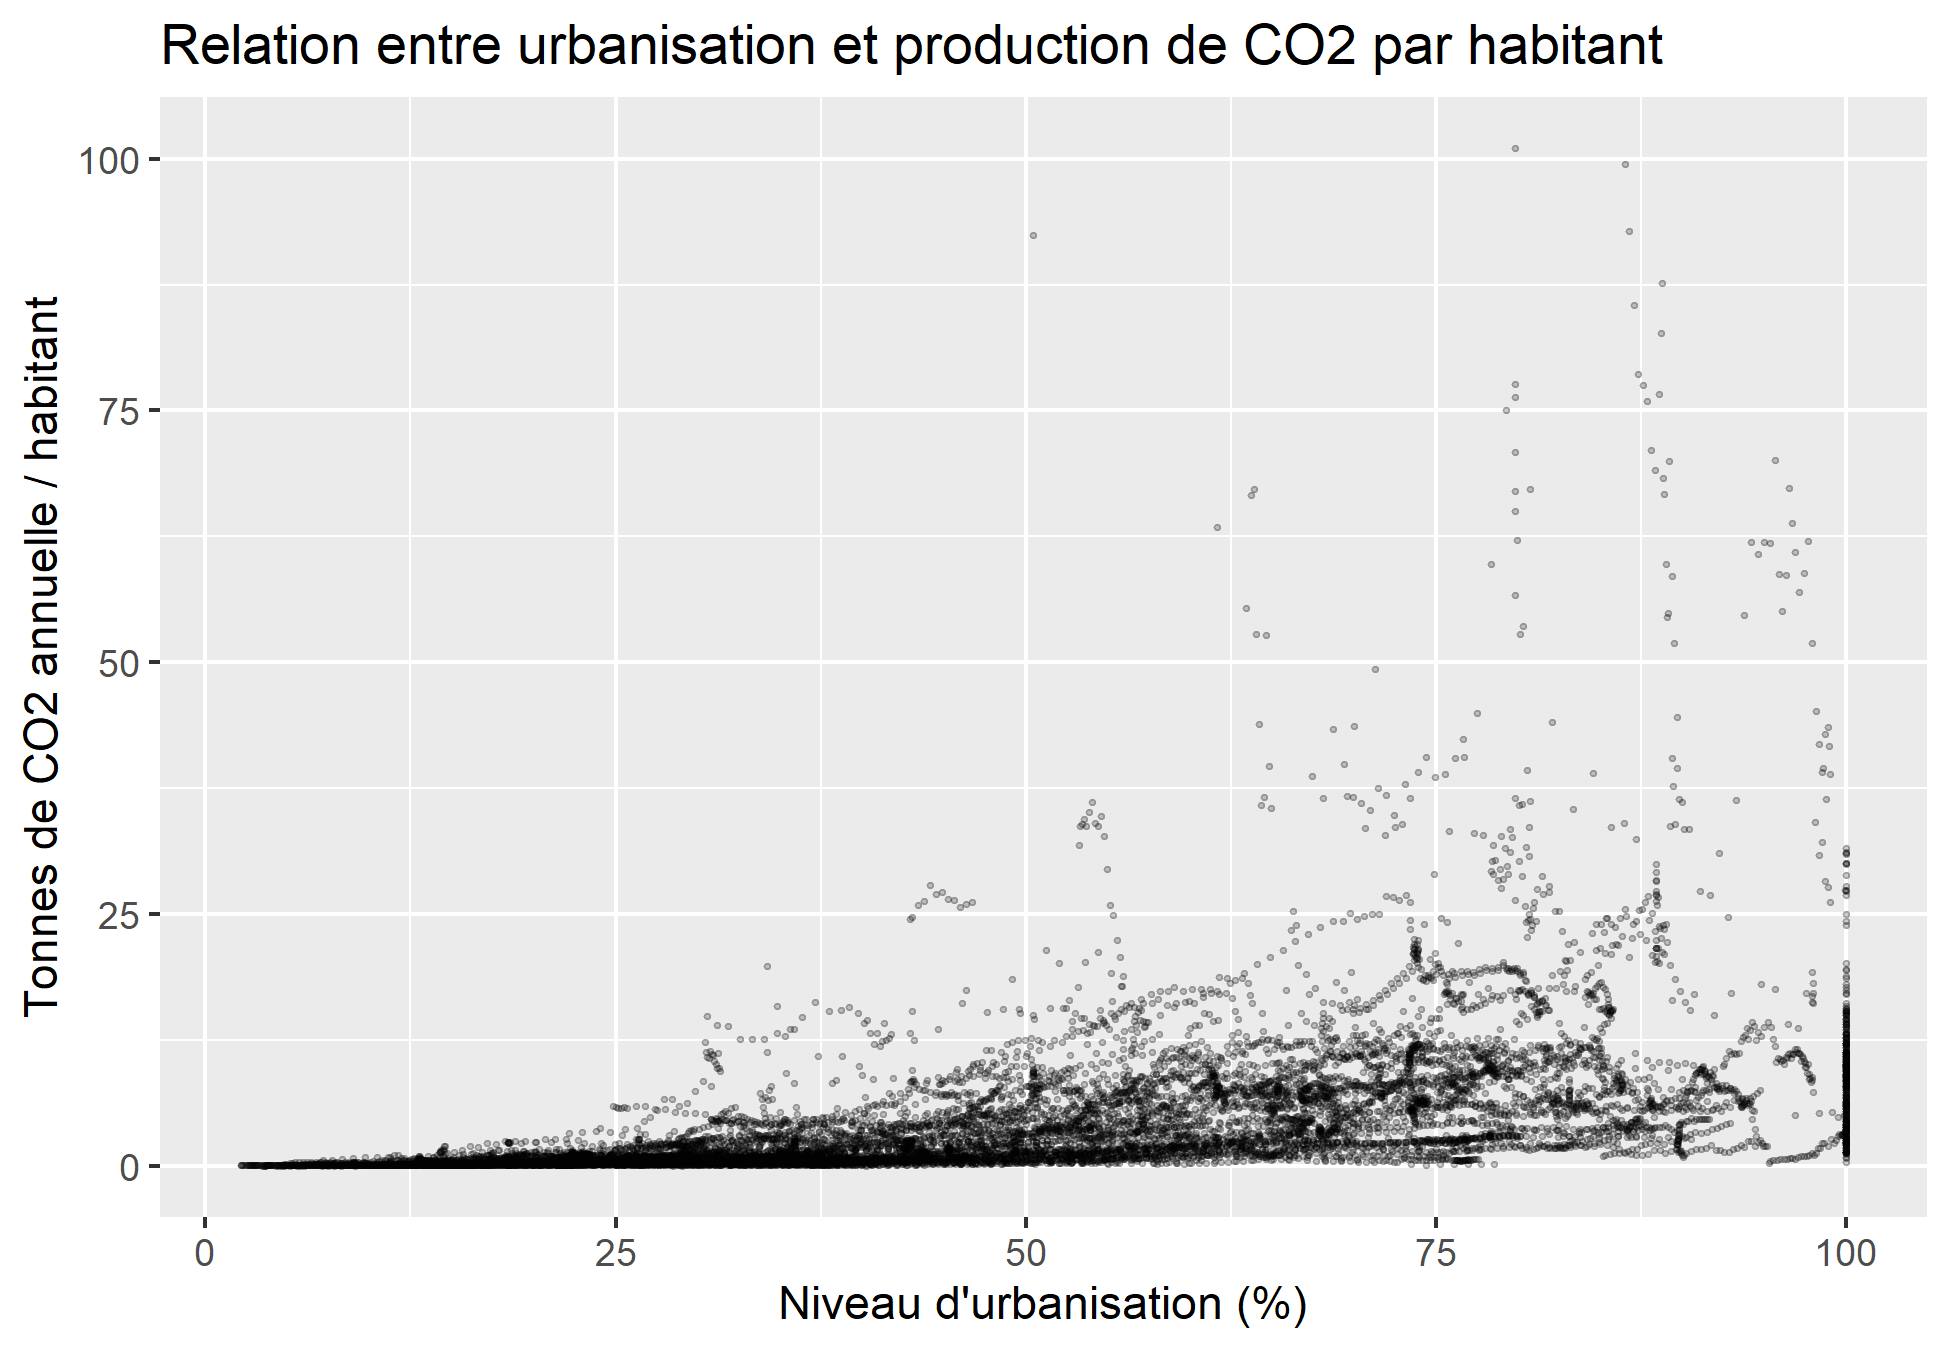 Relation entre urbanisation et production de CO2 par habitant
Tonnes de CO2 annuelle / habitant
100
75
50
25
0
0 25 50 75 100
Niveau d'urbanisation (%)